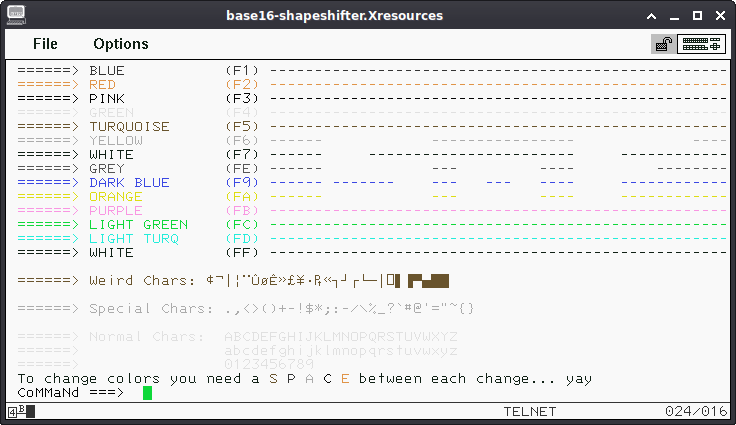 base16-shapeshifter.Xresources
File Options
======> BLUE (F1) ---------------------------------------------------
======> RED (F2) ---------------------------------------------------
======> PINK (F3) ---------------------------------------------------
======> GREEN (F4) ---------------------------------------------------
======> TURQUOISE (F5) ---------------------------------------------------
======> YELLOW (F6) ------ ---------------- ----
======> WHITE (F7) ------ ---------------------- ------------
======> GREY (FE) ------ --- ---- ----
======> DARK BLUE (F9) ------ ------- --- --- ---- ------------
======> ORANGE (FA) ------ --- ---- ----
======> PURPLE (FB) ---------------------------------------------------
======> LIGHT GREEN (FC) ---------------------------------------------------
======> LIGHT TURQ (FD) ---------------------------------------------------
======> WHITE (FF) ---------------------------------------------------
======> Weird Chars: ¢¬|¦¨ÛøÊ»£¥·₧«┐┘┌└─│⎕▌▐▀▄██
======> Special Chars: .,<>()+-!$*;:-/\%_?`#@'="~{}
======> Normal Chars: ABCDEFGHIJKLMNOPQRSTUVWXYZ
======> abcdefghijklmnopqrstuvwxyz
======> 0123456789
To change colors you need a S P A C E between each change... yay
CoMMaNd ===>
4B TELNET 024/016